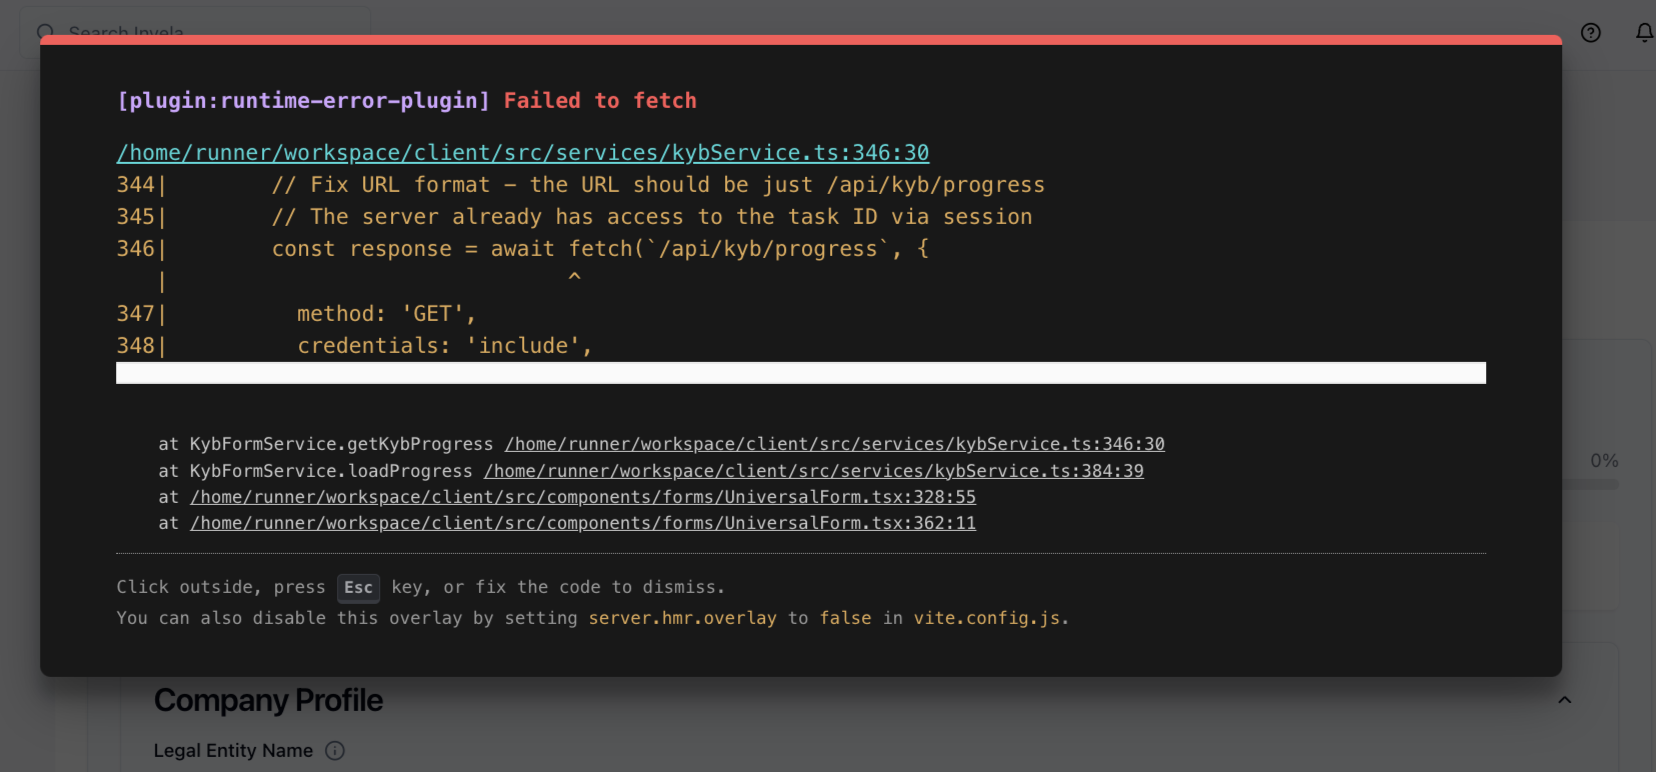 Search Invela
[plugin:runtime-error-plugin] Failed to fetch
/home/runner/workspace/client/src/services/kybService.ts:346:30
344|        // Fix URL format – the URL should be just /api/kyb/progress
345|        // The server already has access to the task ID via session
346|        const response = await fetch(`/api/kyb/progress`, {
   |                               ^
347|          method: 'GET',
348|          credentials: 'include',
at KybFormService.getKybProgress /home/runner/workspace/client/src/services/kybService.ts:346:30
at KybFormService.loadProgress /home/runner/workspace/client/src/services/kybService.ts:384:39
at /home/runner/workspace/client/src/components/forms/UniversalForm.tsx:328:55
at /home/runner/workspace/client/src/components/forms/UniversalForm.tsx:362:11
0%
Click outside, press Esc key, or fix the code to dismiss.
You can also disable this overlay by setting server.hmr.overlay to false in vite.config.js.
Company Profile
Legal Entity Name